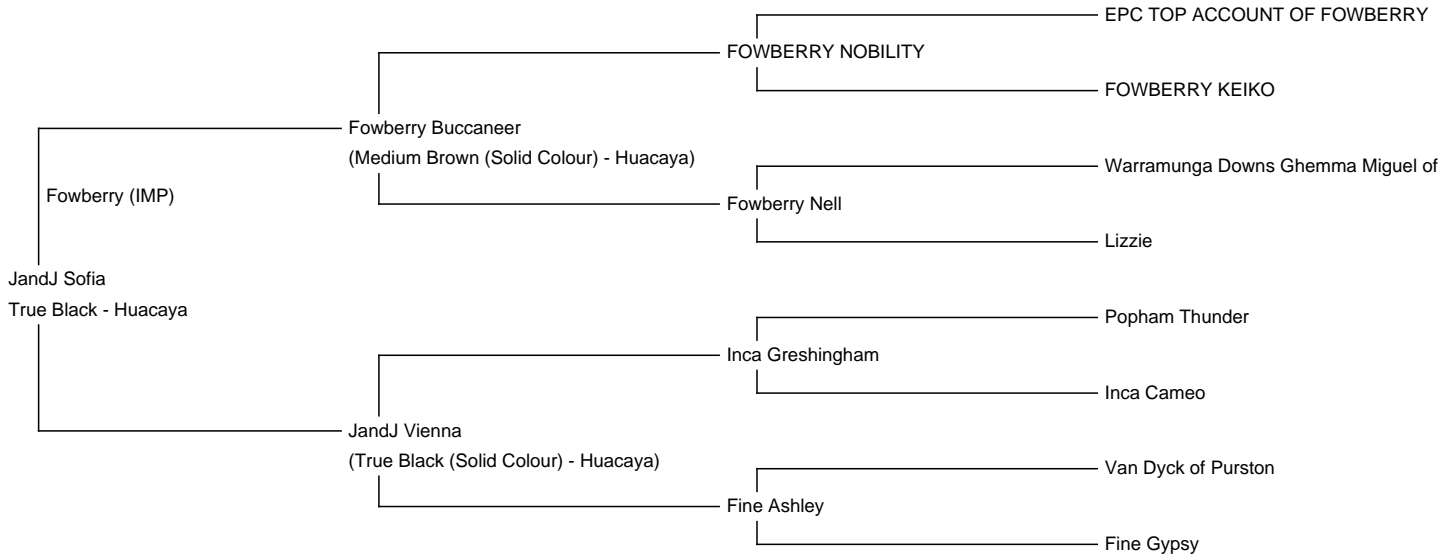 EPC TOP ACCOUNT OF FOWBERRY
FOWBERRY NOBILITY
FOWBERRY KEIKO
Fowberry Buccaneer
(Medium Brown (Solid Colour) - Huacaya)
Warramunga Downs Ghemma Miguel of
Fowberry (IMP)
Fowberry Nell
Lizzie
JandJ Sofia
True Black - Huacaya
Popham Thunder
Inca Greshingham
Inca Cameo
JandJ Vienna
(True Black (Solid Colour) - Huacaya)
Van Dyck of Purston
Fine Ashley
Fine Gypsy